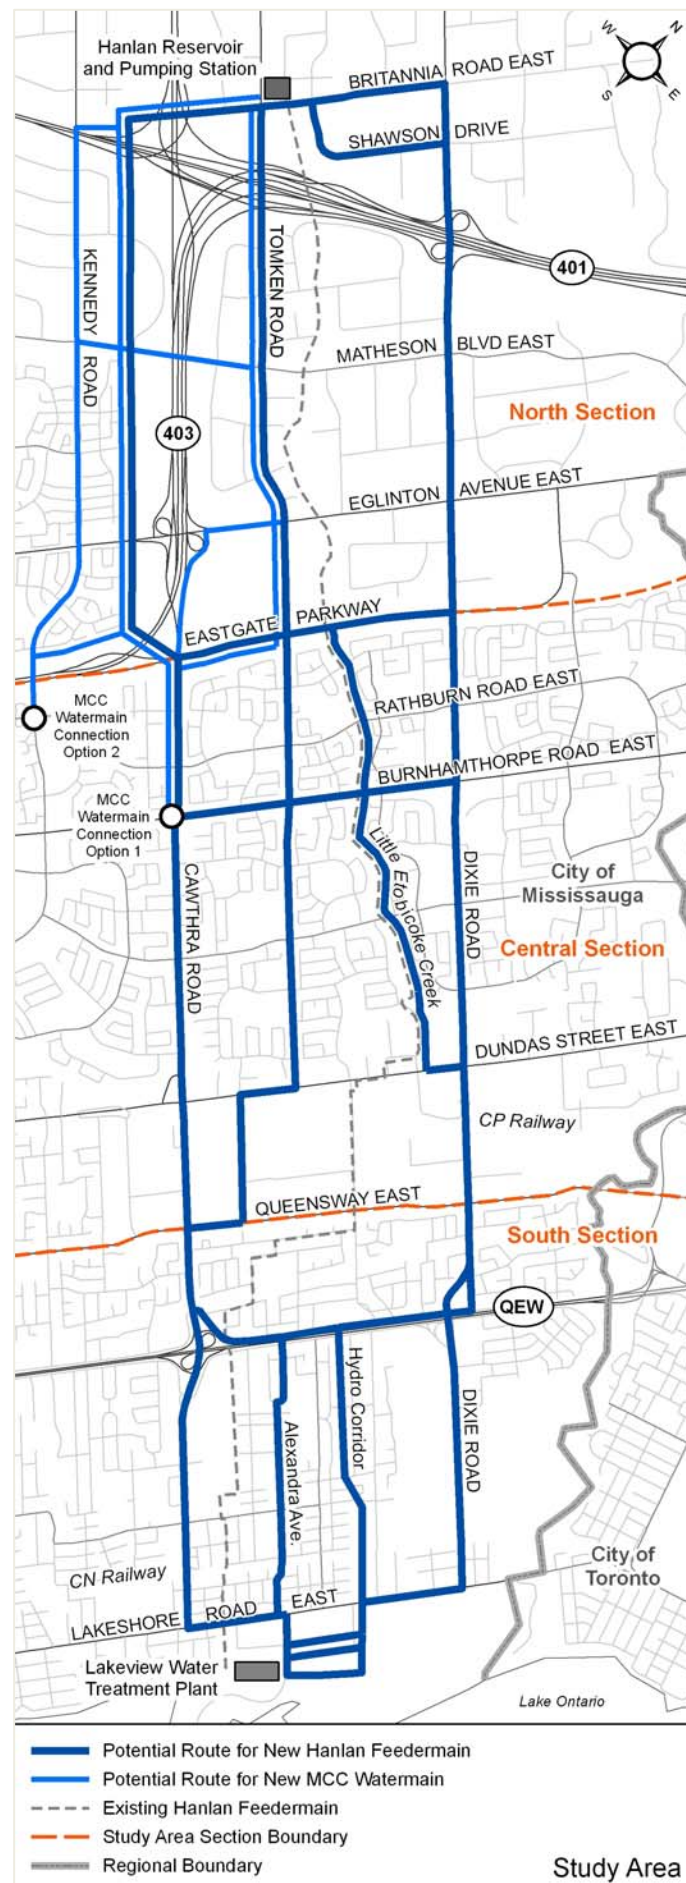 Hanlan Reservoir
and Pumping Station
BRITANNIA ROAD EAST
W
N
S
E
SHAWSON DRIVE
KENNEDY ROAD
TOMKEN ROAD
401
MATHESON BLVD EAST
North Section
403
EGLINTON AVENUE EAST
EASTGATE PARKWAY
RATHBURN ROAD EAST
MCC
Watermain
Connection
Option 2
BURNHAMTHORPE ROAD EAST
MCC
Watermain
Connection
Option 1
Little Etobicoke Creek
CAWTHRA ROAD
DIXIE ROAD
City of
Mississauga
Central Section
DUNDAS STREET EAST
CP Railway
QUEENSWAY EAST
South Section
QEW
Hydro Corridor
Alexandra Ave.
DIXIE ROAD
CN Railway
City of
Toronto
LAKESHORE ROAD EAST
Lakeview Water
Treatment Plant
Lake Ontario
Potential Route for New Hanlan Feedermain
Potential Route for New MCC Watermain
Existing Hanlan Feedermain
Study Area Section Boundary
Regional Boundary
Study Area